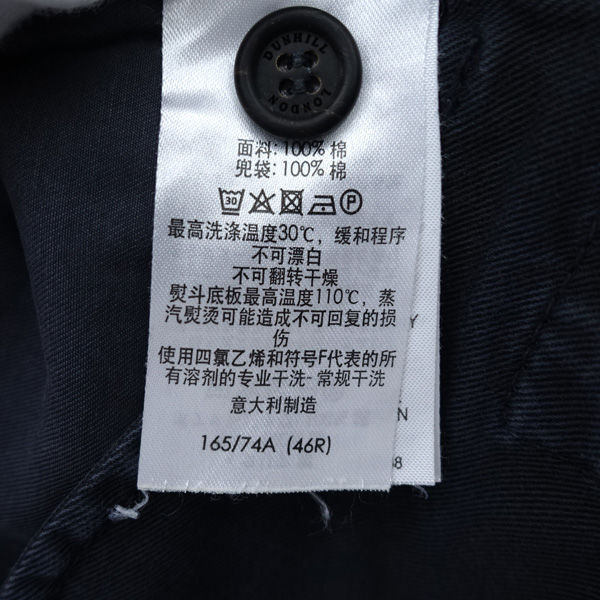 DUNHILL
LONDON
面料:100% 棉
兜袋:100% 棉
30 P
最高洗涤温度30℃，缓和程序
不可漂白
不可翻转干燥
熨斗底板最高温度110℃，蒸
汽熨烫可能造成不可回复的损
伤
使用四氯乙烯和符号F代表的所
有溶剂的专业干洗-常规干洗
意大利制造
165/74A (46R)
Y
N
8